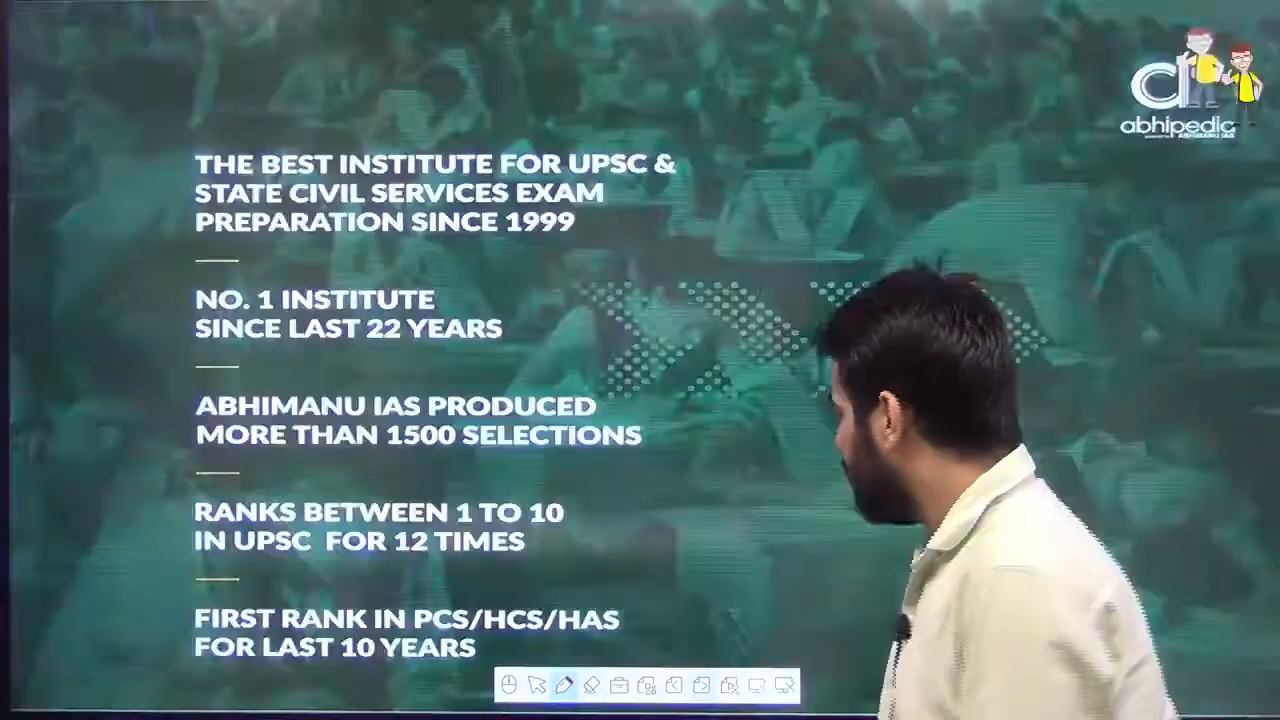 abhipedia
THE BEST INSTITUTE FOR UPSC &
STATE CIVIL SERVICES EXAM
PREPARATION SINCE 1999
NO. 1 INSTITUTE
SINCE LAST 22 YEARS
ABHIMANU IAS PRODUCED
MORE THAN 1500 SELECTIONS
RANKS BETWEEN 1 TO 10
IN UPSC FOR 12 TIMES
FIRST RANK IN PCS/HCS/HAS
FOR LAST 10 YEARS